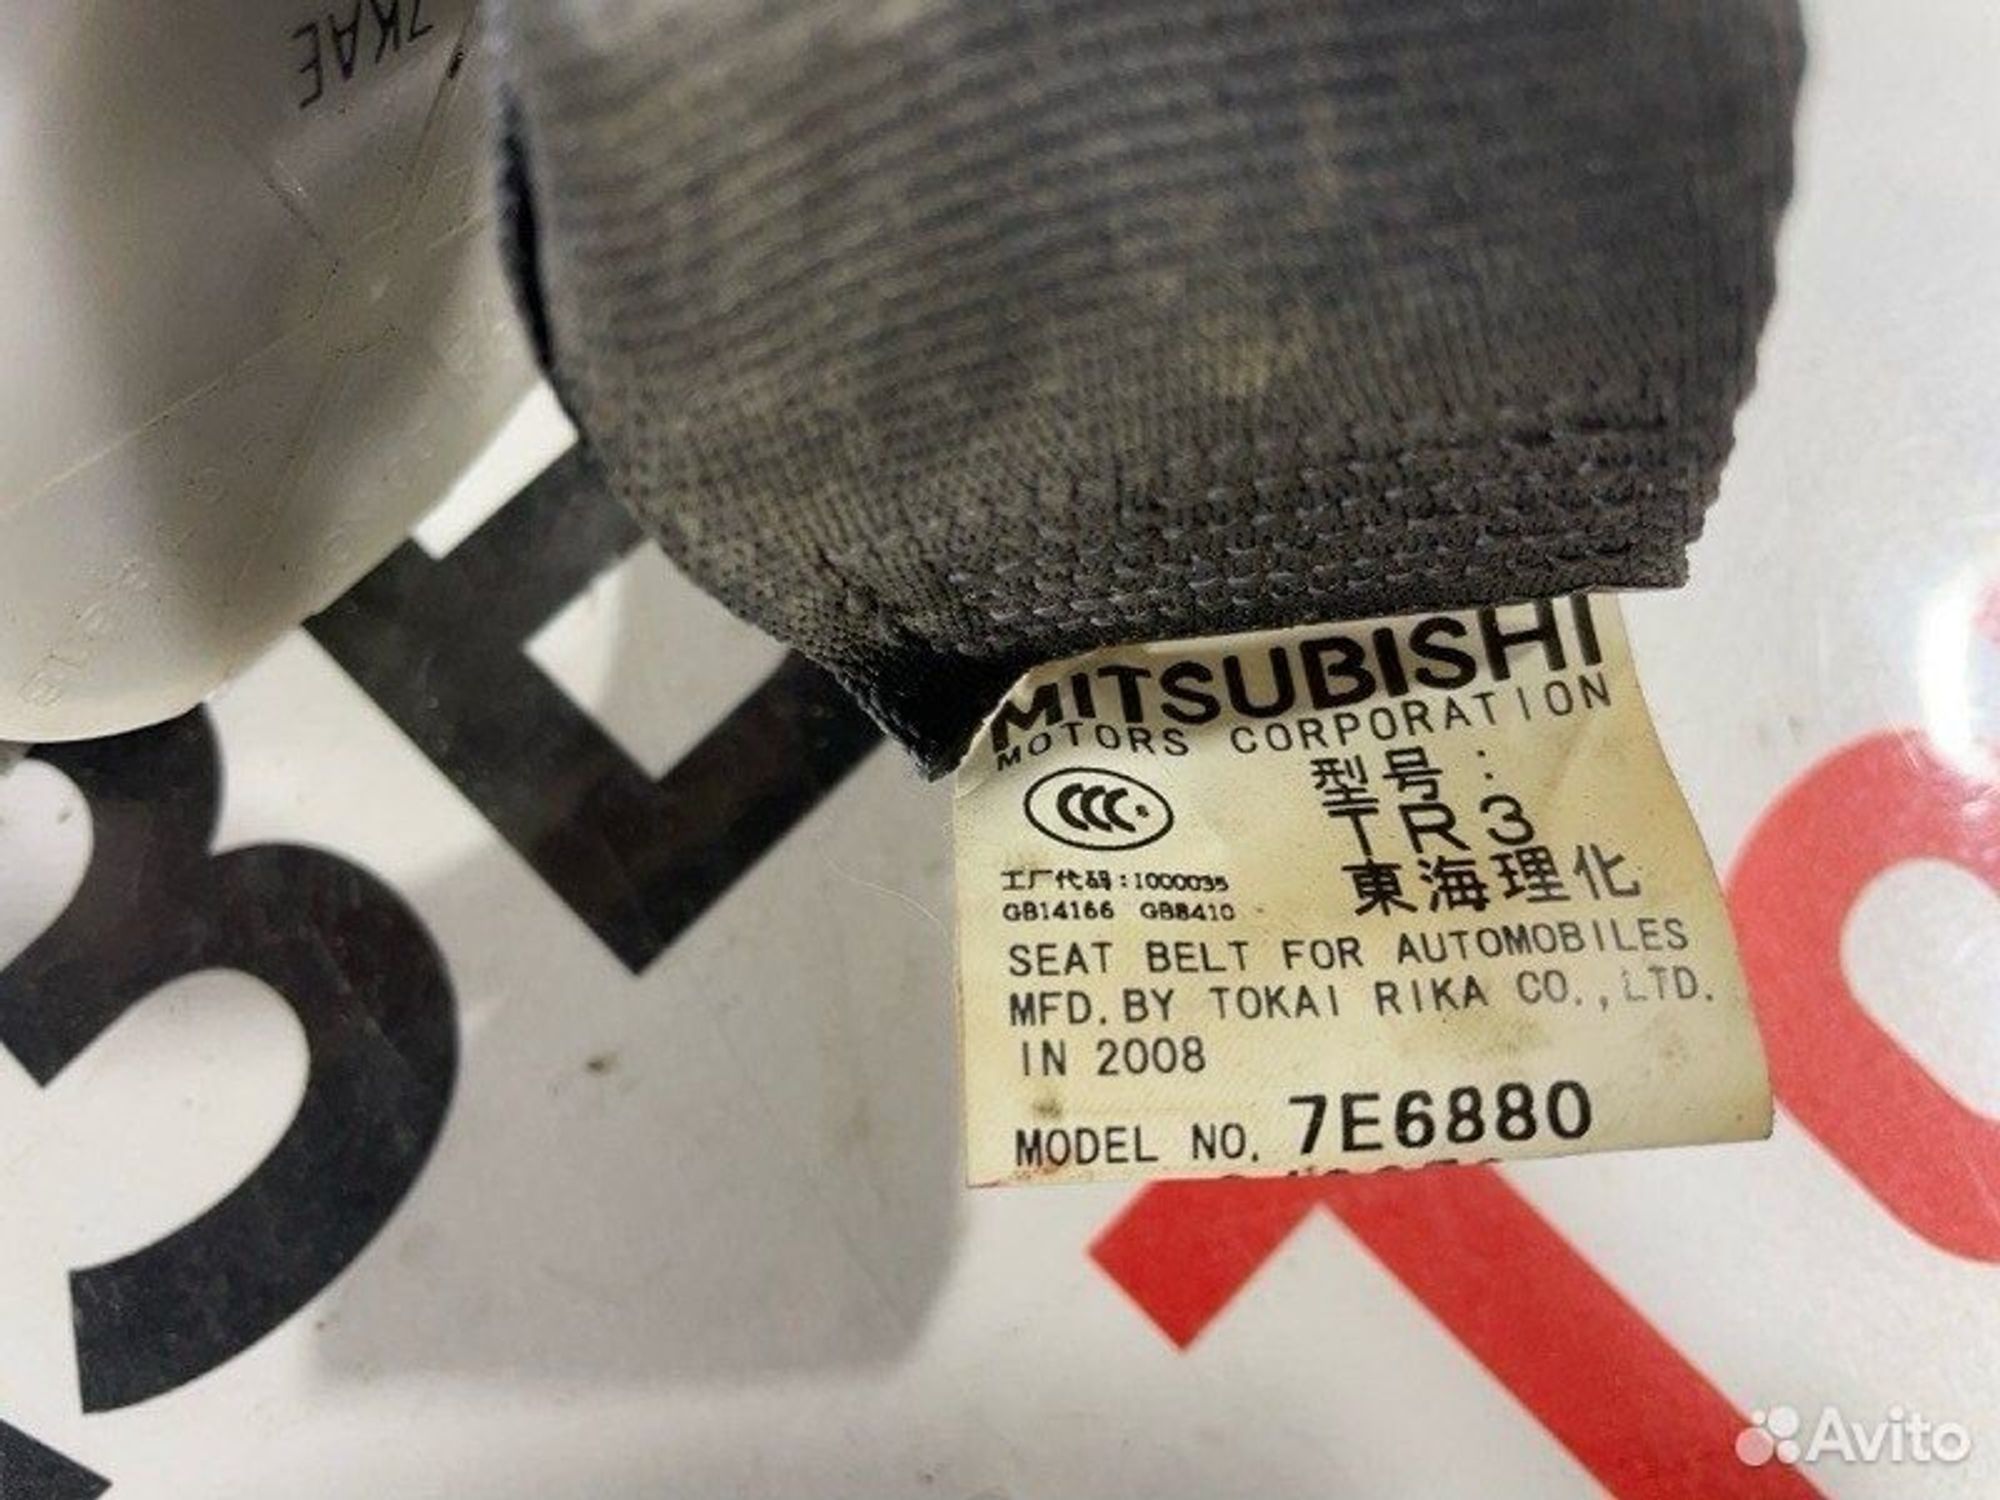 7KAE
MITSUBISHI
MOTORS CORPORATION
CCC S
型号:
TR3
工厂代码:1000035
東海理化
GB14166 GB8410
SEAT BELT FOR AUTOMOBILES
MFD. BY TOKAI RIKA CO., LTD.
IN 2008
MODEL NO. 7E6880
Avito